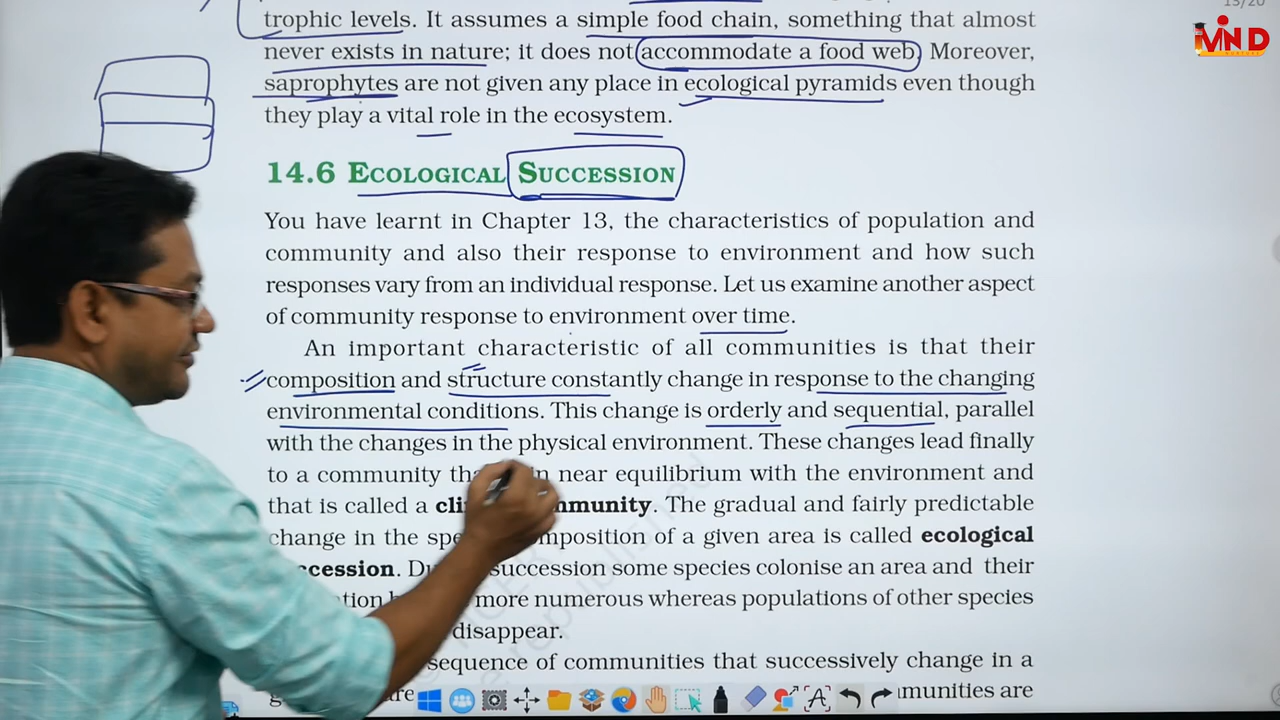 13/20
MIND
trophic levels. It assumes a simple food chain, something that almost
never exists in nature; it does not accommodate a food web. Moreover,
saprophytes are not given any place in ecological pyramids even though
they play a vital role in the ecosystem.
14.6 ECOLOGICAL SUCCESSION
You have learnt in Chapter 13, the characteristics of population and
community and also their response to environment and how such
responses vary from an individual response. Let us examine another aspect
of community response to environment over time.
An important characteristic of all communities is that their
composition and structure constantly change in response to the changing
environmental conditions. This change is orderly and sequential, parallel
with the changes in the physical environment. These changes lead finally
to a community in near equilibrium with the environment and
that is called a The gradual and fairly predictable
change in the composition of a given area is called ecological
succession. succession some species colonise an area and their
more numerous whereas populations of other species
disappear.
sequence of communities that successively change in a